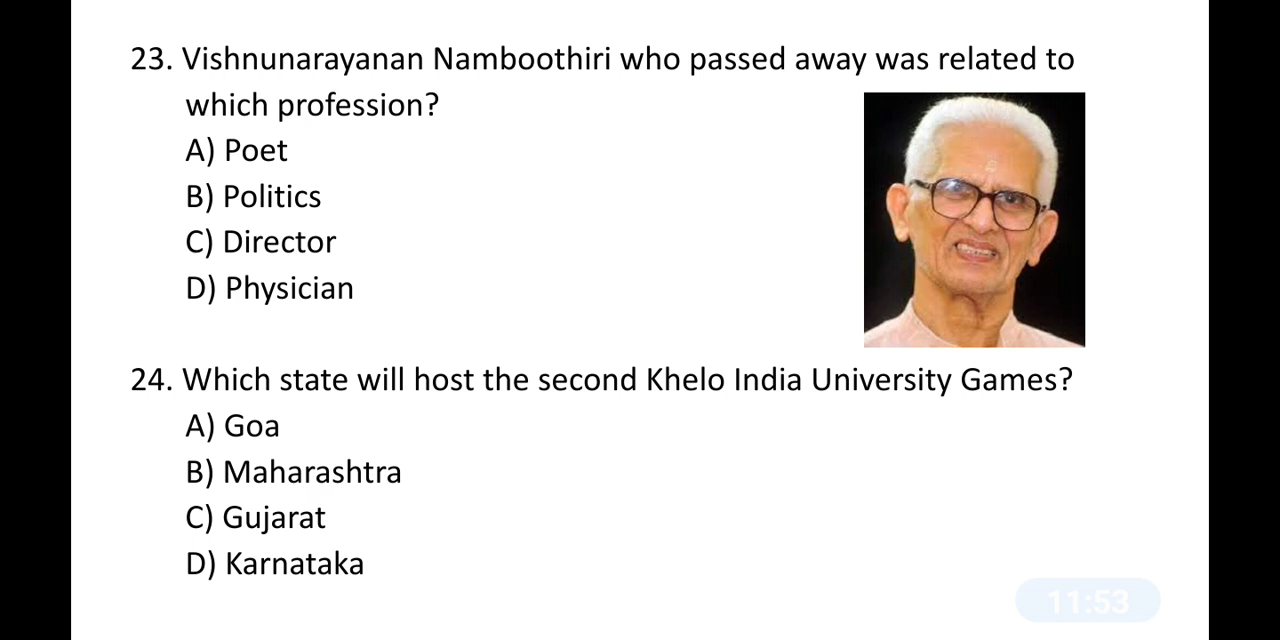 23. Vishnunarayanan Namboothiri who passed away was related to
which profession?
A) Poet
B) Politics
C) Director
D) Physician
24. Which state will host the second Khelo India University Games?
A) Goa
B) Maharashtra
C) Gujarat
D) Karnataka
11:53